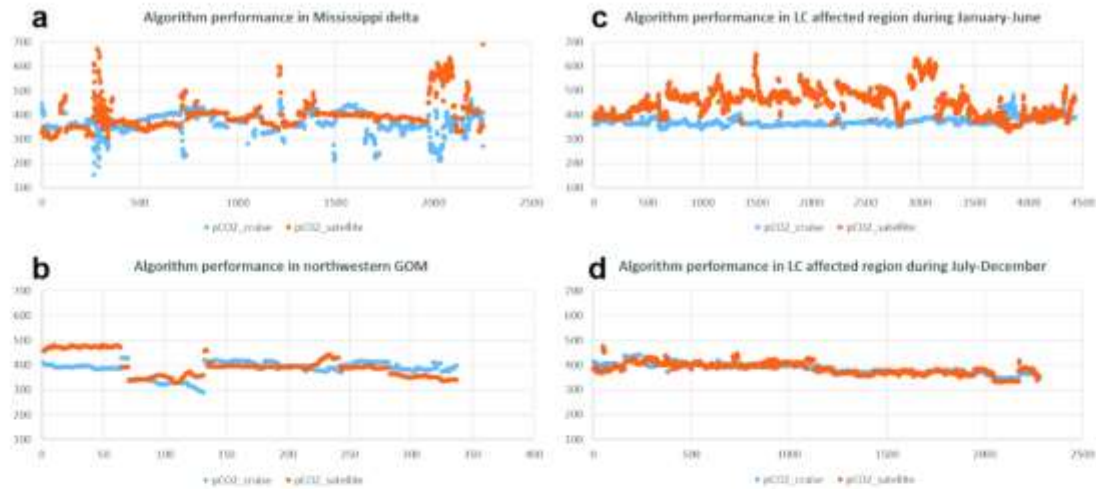 a
Algorithm performance in Mississippi delta
700
600
500
400
300
200
100
0 500 1000 1500 2000 2500
pCO2_cruise pCO2_satellite
c
Algorithm performance in LC affected region during January-June
700
600
500
400
300
200
100
0 500 1000 1500 2000 2500 3000 3500 4000 4500
pCO2_cruise pCO2_satellite
b
Algorithm performance in northwestern GOM
700
600
500
400
300
200
100
0 50 100 150 200 250 300 350 400
pCO2_cruise pCO2_satellite
d
Algorithm performance in LC affected region during July-December
700
600
500
400
300
200
100
0 500 1000 1500 2000 2500
pCO2_cruise pCO2_satellite